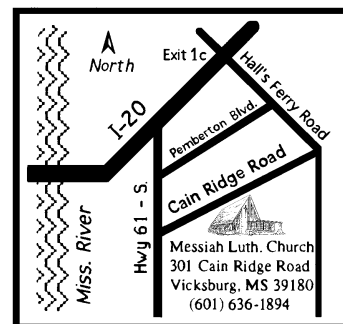 North
Exit 1c
I-20
Hall's Ferry Road
Pemberton Blvd.
Cain Ridge Road
Hwy 61 - S.
Miss. River
Messiah Luth. Church
301 Cain Ridge Road
Vicksburg, MS 39180
(601) 636-1894